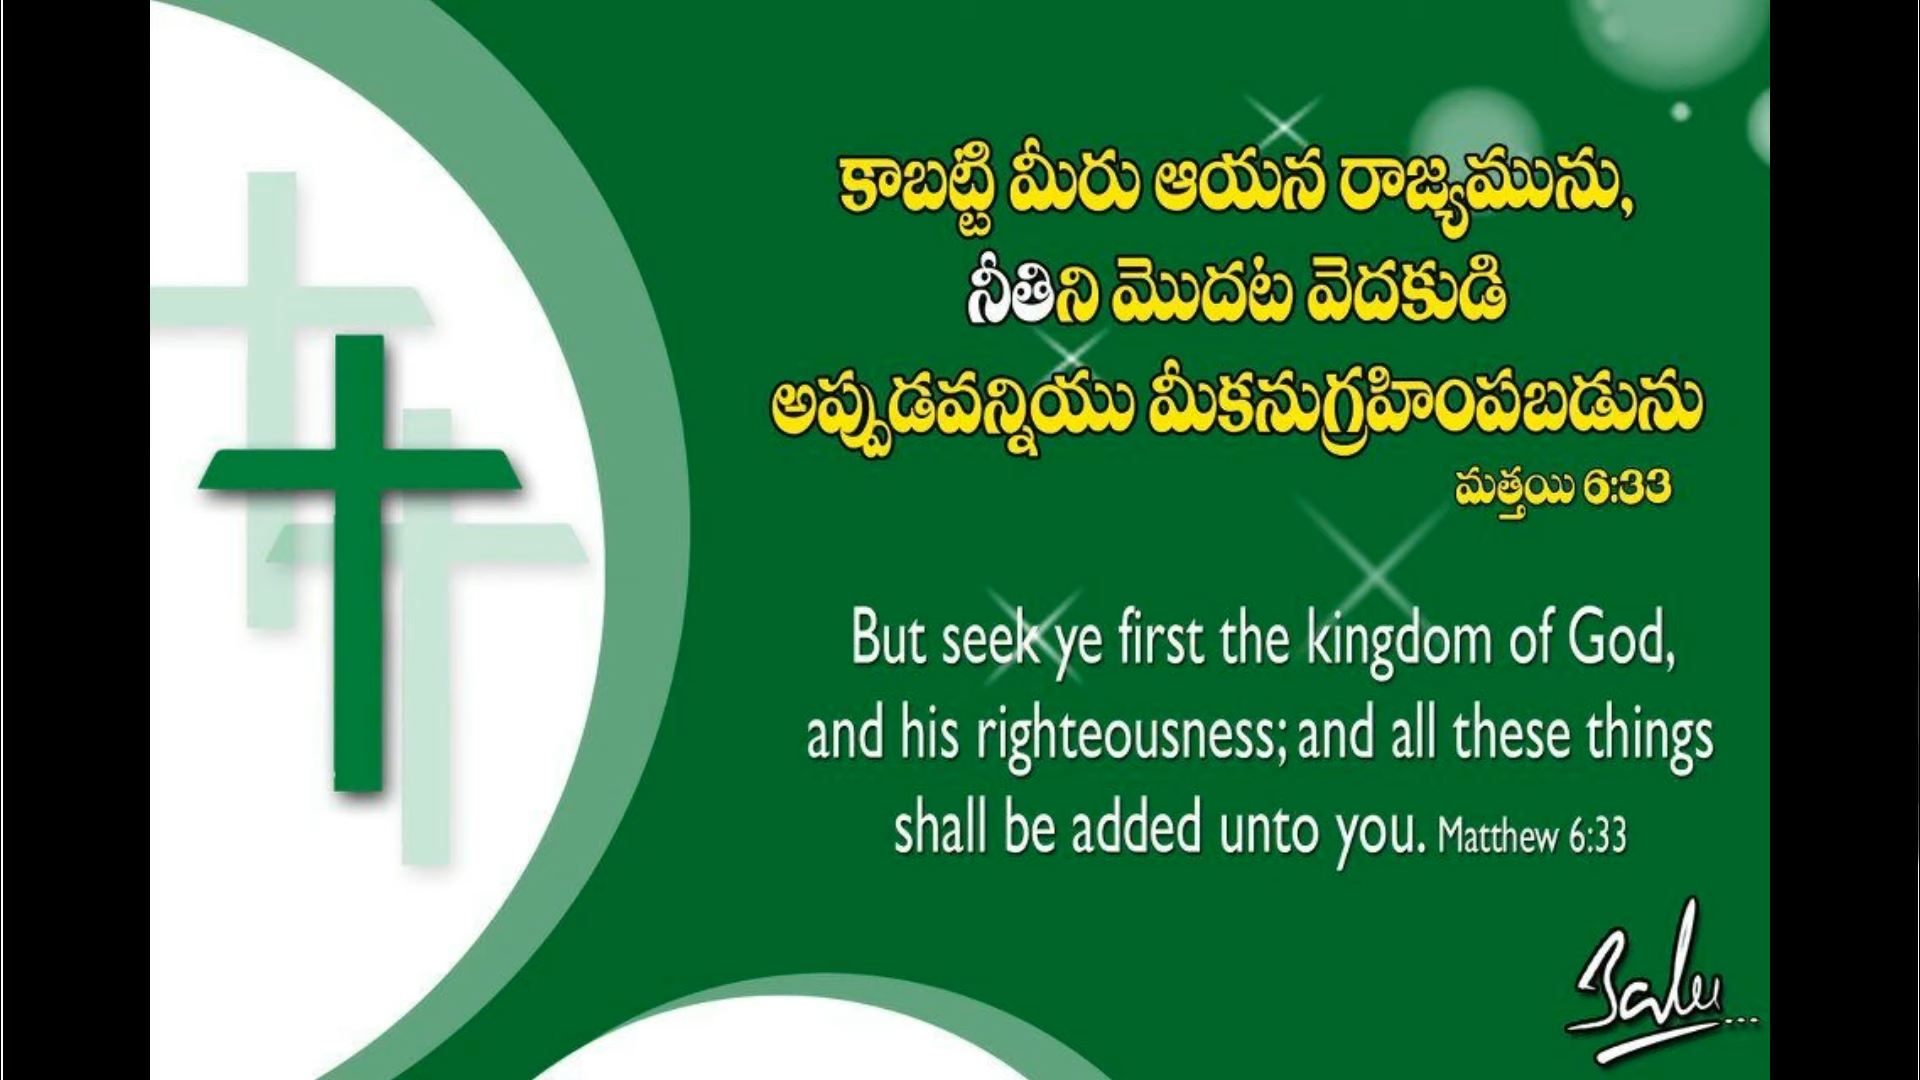 కాబట్టి మీరు ఆయన రాజ్యమును,
నీతిని మొదట వెదకుడి
అప్పుడవన్నియు మీకనుగ్రహింపబడును
మత్తయి 6:33
But seek ye first the kingdom of God,
and his righteousness; and all these things
shall be added unto you. Matthew 6:33
Balu...